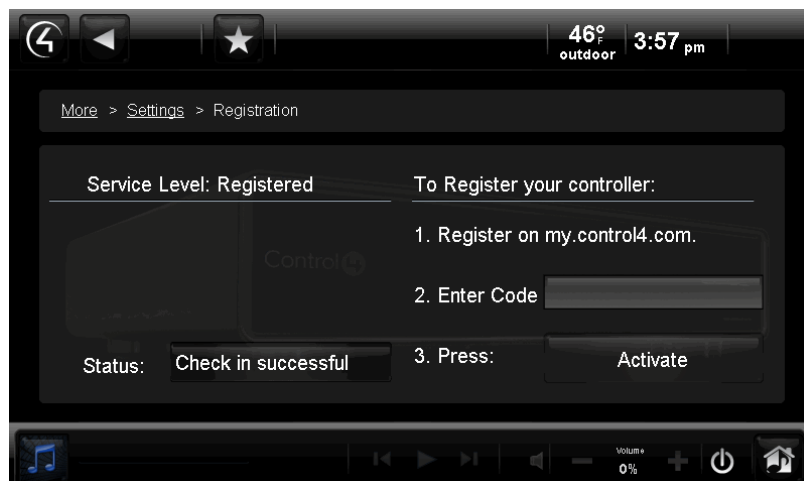 46°F
outdoor
3:57 pm
More > Settings > Registration
Service Level: Registered
To Register your controller:
1. Register on my.control4.com.
Control4
2. Enter Code
Status:
Check in successful
3. Press:
Activate
Volume
0%